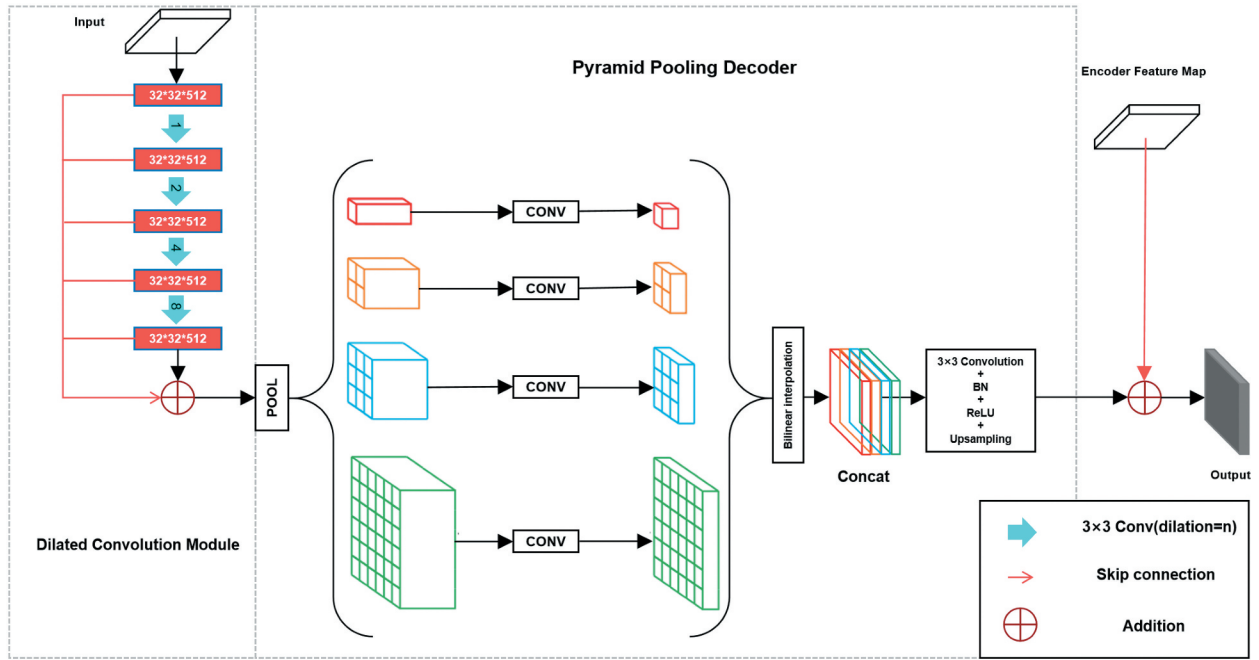 Input
32*32*512
1
32*32*512
2
32*32*512
4
32*32*512
8
32*32*512
Dilated Convolution Module
Pyramid Pooling Decoder
POOL
CONV
CONV
CONV
CONV
Bilinear interpolation
Concat
3×3 Convolution
+
BN
+
ReLU
+
Upsampling
Encoder Feature Map
Output
3×3 Conv(dilation=n)
Skip connection
Addition